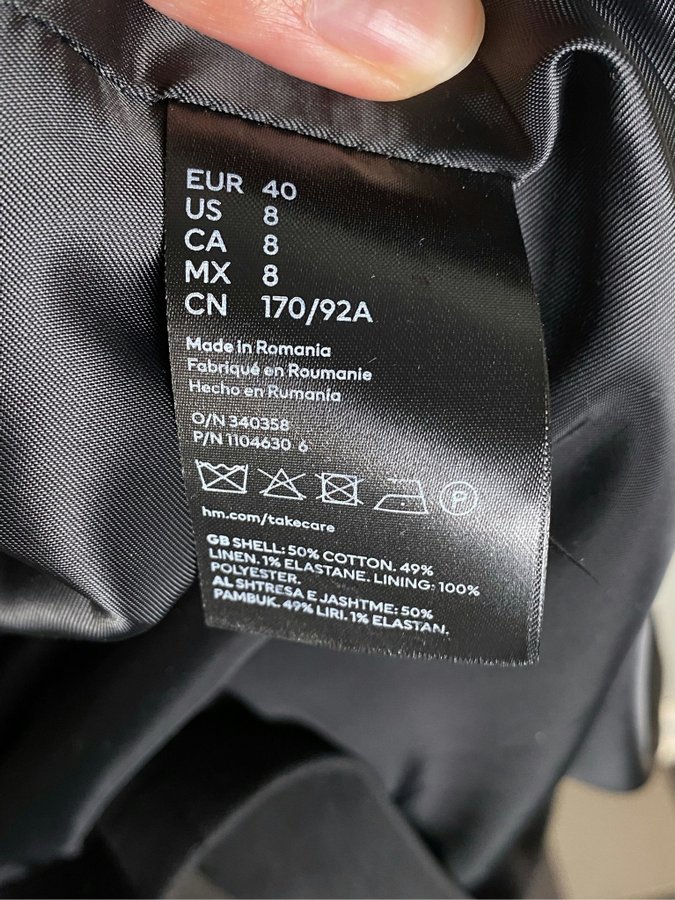 EUR 40
US 8
CA 8
MX 8
CN 170/92A
Made in Romania
Fabriqué en Roumanie
Hecho en Rumania
O/N 340358
P/N 1104630 6
P
hm.com/takecare
GB SHELL: 50% COTTON. 49%
LINEN. 1% ELASTANE. LINING: 100%
POLYESTER.
AL SHTRESA E JASHTME: 50%
PAMBUK. 49% LIRI. 1% ELASTAN.